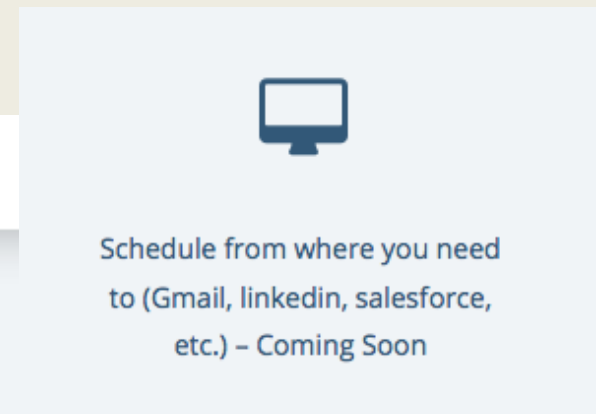 Schedule from where you need
to (Gmail, linkedin, salesforce,
etc.) – Coming Soon